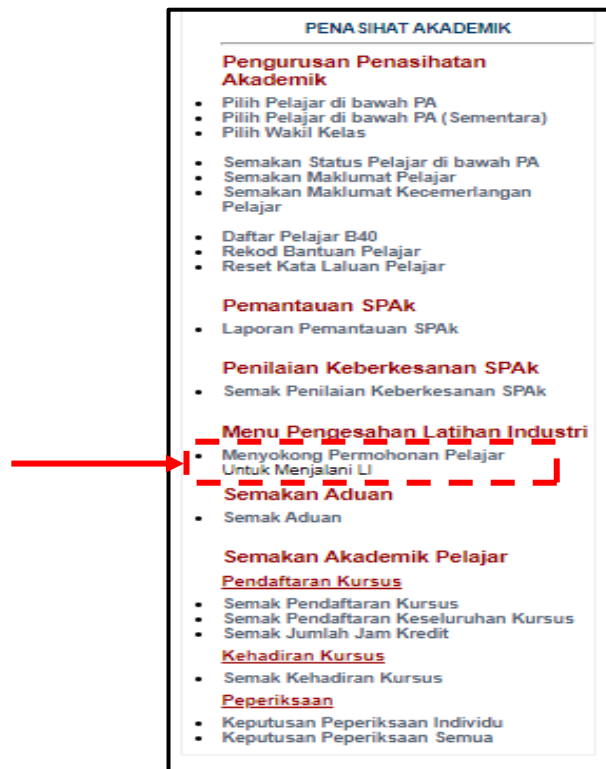 PENASIHAT AKADEMIK
Pengurusan Penasihatan
Akademik
Pilih Pelajar di bawah PA
Pilih Pelajar di bawah PA (Sementara)
Pilih Wakil Kelas
Semakan Status Pelajar di bawah PA
Semakan Maklumat Pelajar
Semakan Maklumat Kecemerlangan
Pelajar
Daftar Pelajar B40
Rekod Bantuan Pelajar
Reset Kata Laluan Pelajar
Pemantauan SPAk
Laporan Pemantauan SPAk
Penilaian Keberkesanan SPAk
Semak Penilaian Keberkesanan SPAk
Menu Pengesahan Latihan Industri
Menyokong Permohonan Pelajar
Untuk Menjalani LI
Semakan Aduan
Semak Aduan
Semakan Akademik Pelajar
Pendaftaran Kursus
Semak Pendaftaran Kursus
Semak Pendaftaran Keseluruhan Kursus
Semak Jumlah Jam Kredit
Kehadiran Kursus
Semak Kehadiran Kursus
Peperiksaan
Keputusan Peperiksaan Individu
Keputusan Peperiksaan Semua